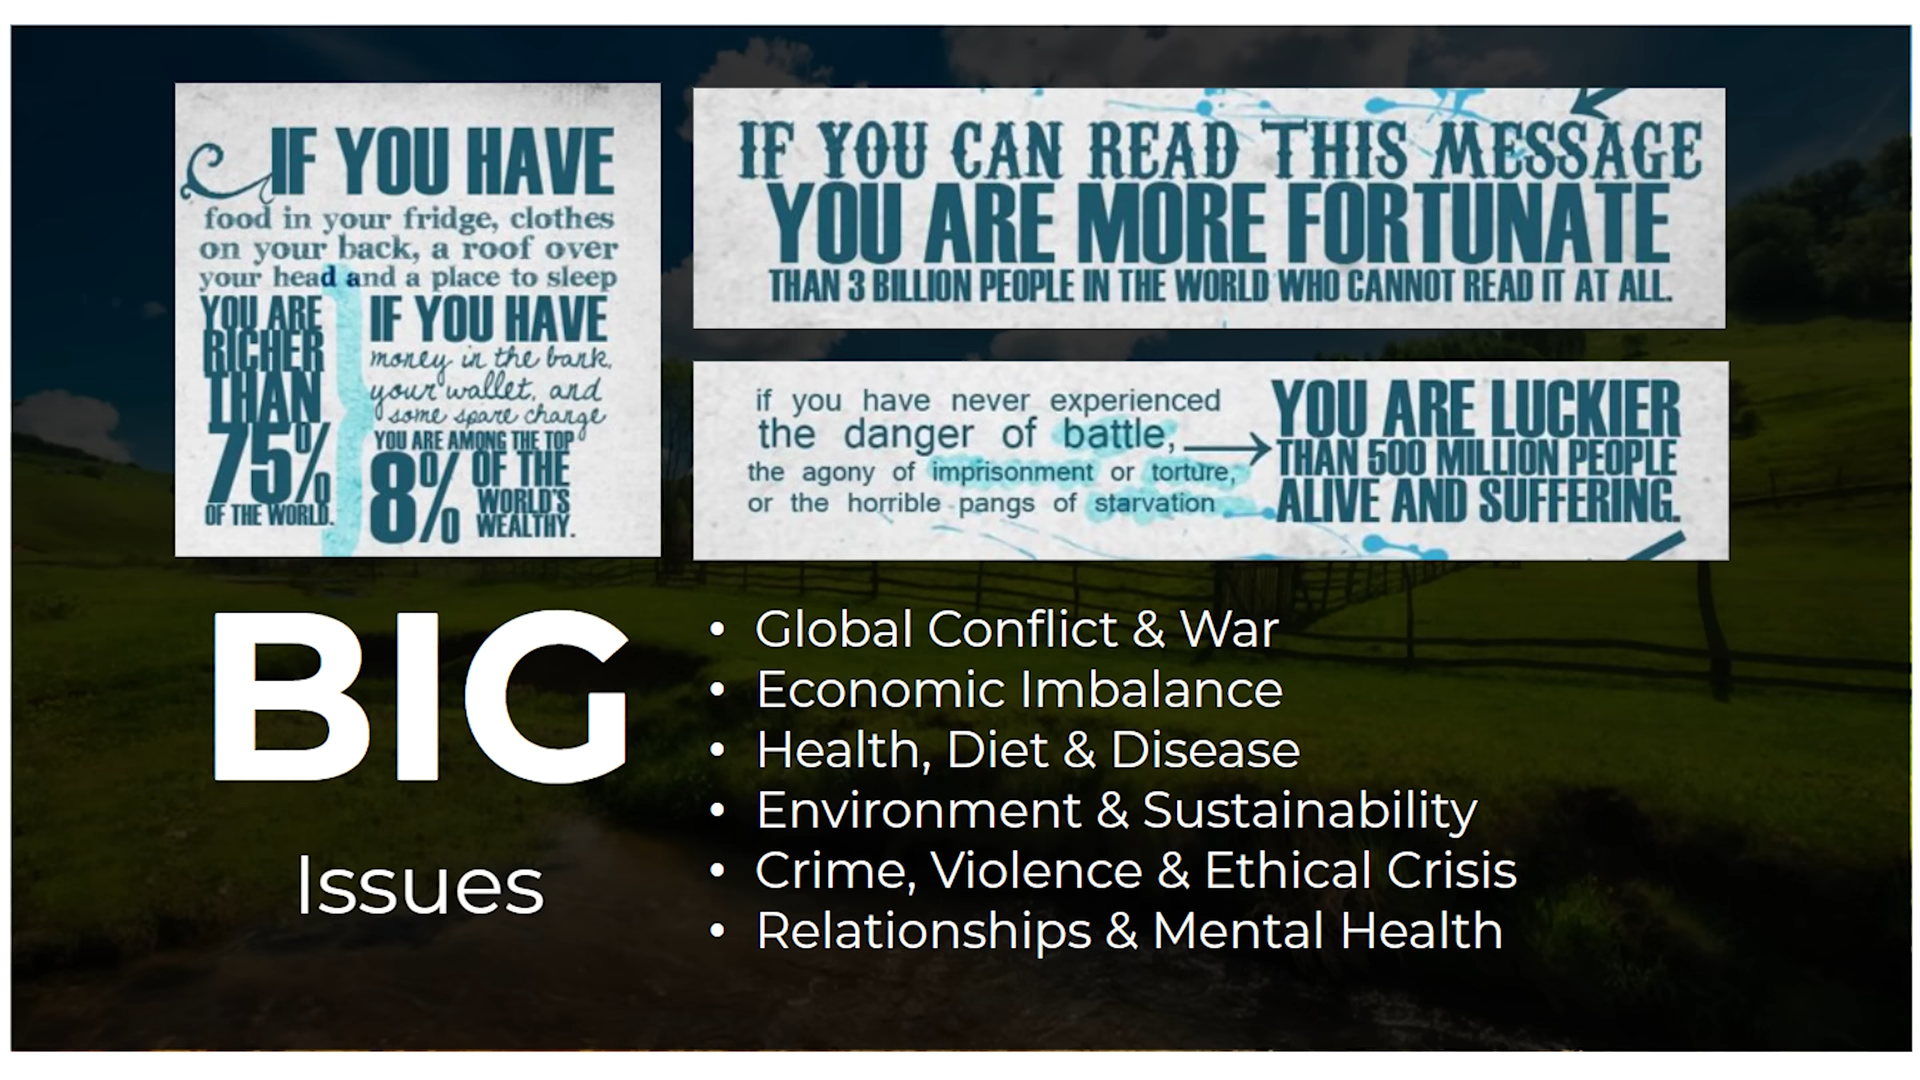 IF YOU HAVE
food in your fridge, clothes
on your back, a roof over
your head and a place to sleep
YOU ARE
RICHER
THAN
75%
OF THE WORLD.
IF YOU HAVE
money in the bank,
your wallet, and
some spare change
YOU ARE AMONG THE TOP
8% OF THE
WORLD'S
WEALTHY.
IF YOU CAN READ THIS MESSAGE
YOU ARE MORE FORTUNATE
THAN 3 BILLION PEOPLE IN THE WORLD WHO CANNOT READ IT AT ALL.
if you have never experienced
the danger of battle,
the agony of imprisonment or torture,
or the horrible pangs of starvation
YOU ARE LUCKIER
THAN 500 MILLION PEOPLE
ALIVE AND SUFFERING.
BIG
Issues
• Global Conflict & War
• Economic Imbalance
• Health, Diet & Disease
• Environment & Sustainability
• Crime, Violence & Ethical Crisis
• Relationships & Mental Health